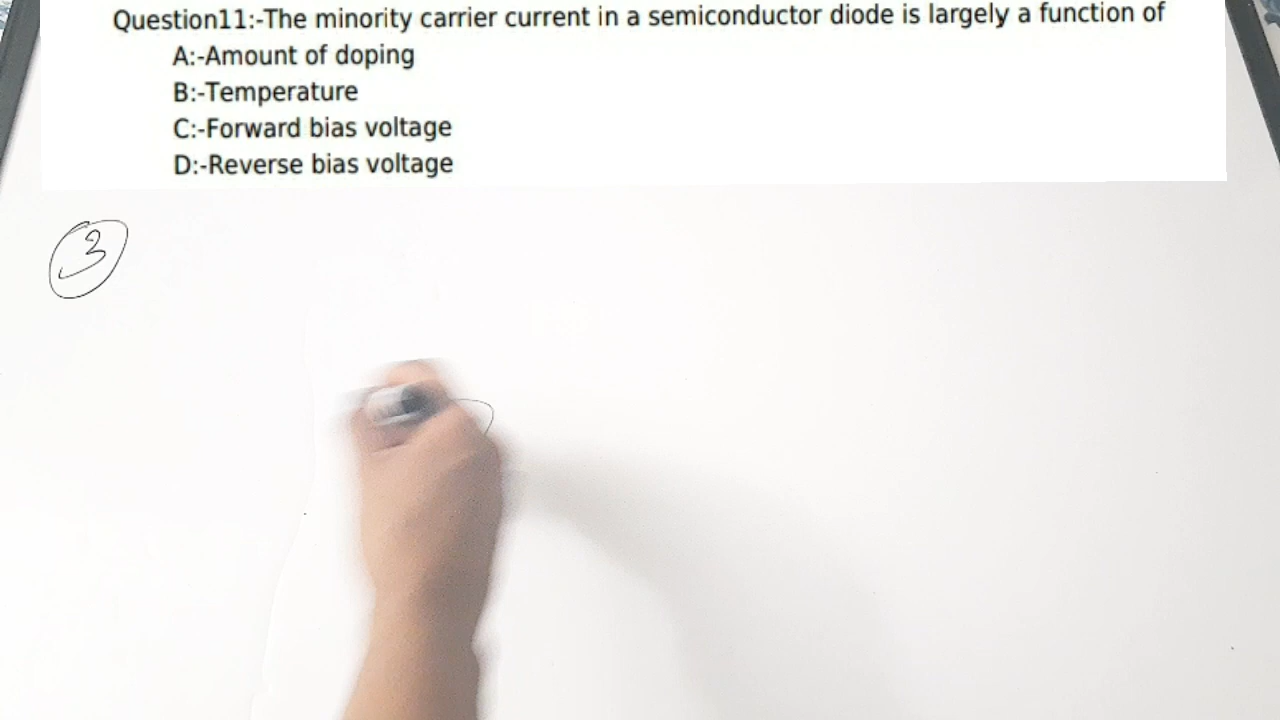 Question11:-The minority carrier current in a semiconductor diode is largely a function of
A:-Amount of doping
B:-Temperature
C:-Forward bias voltage
D:-Reverse bias voltage
3